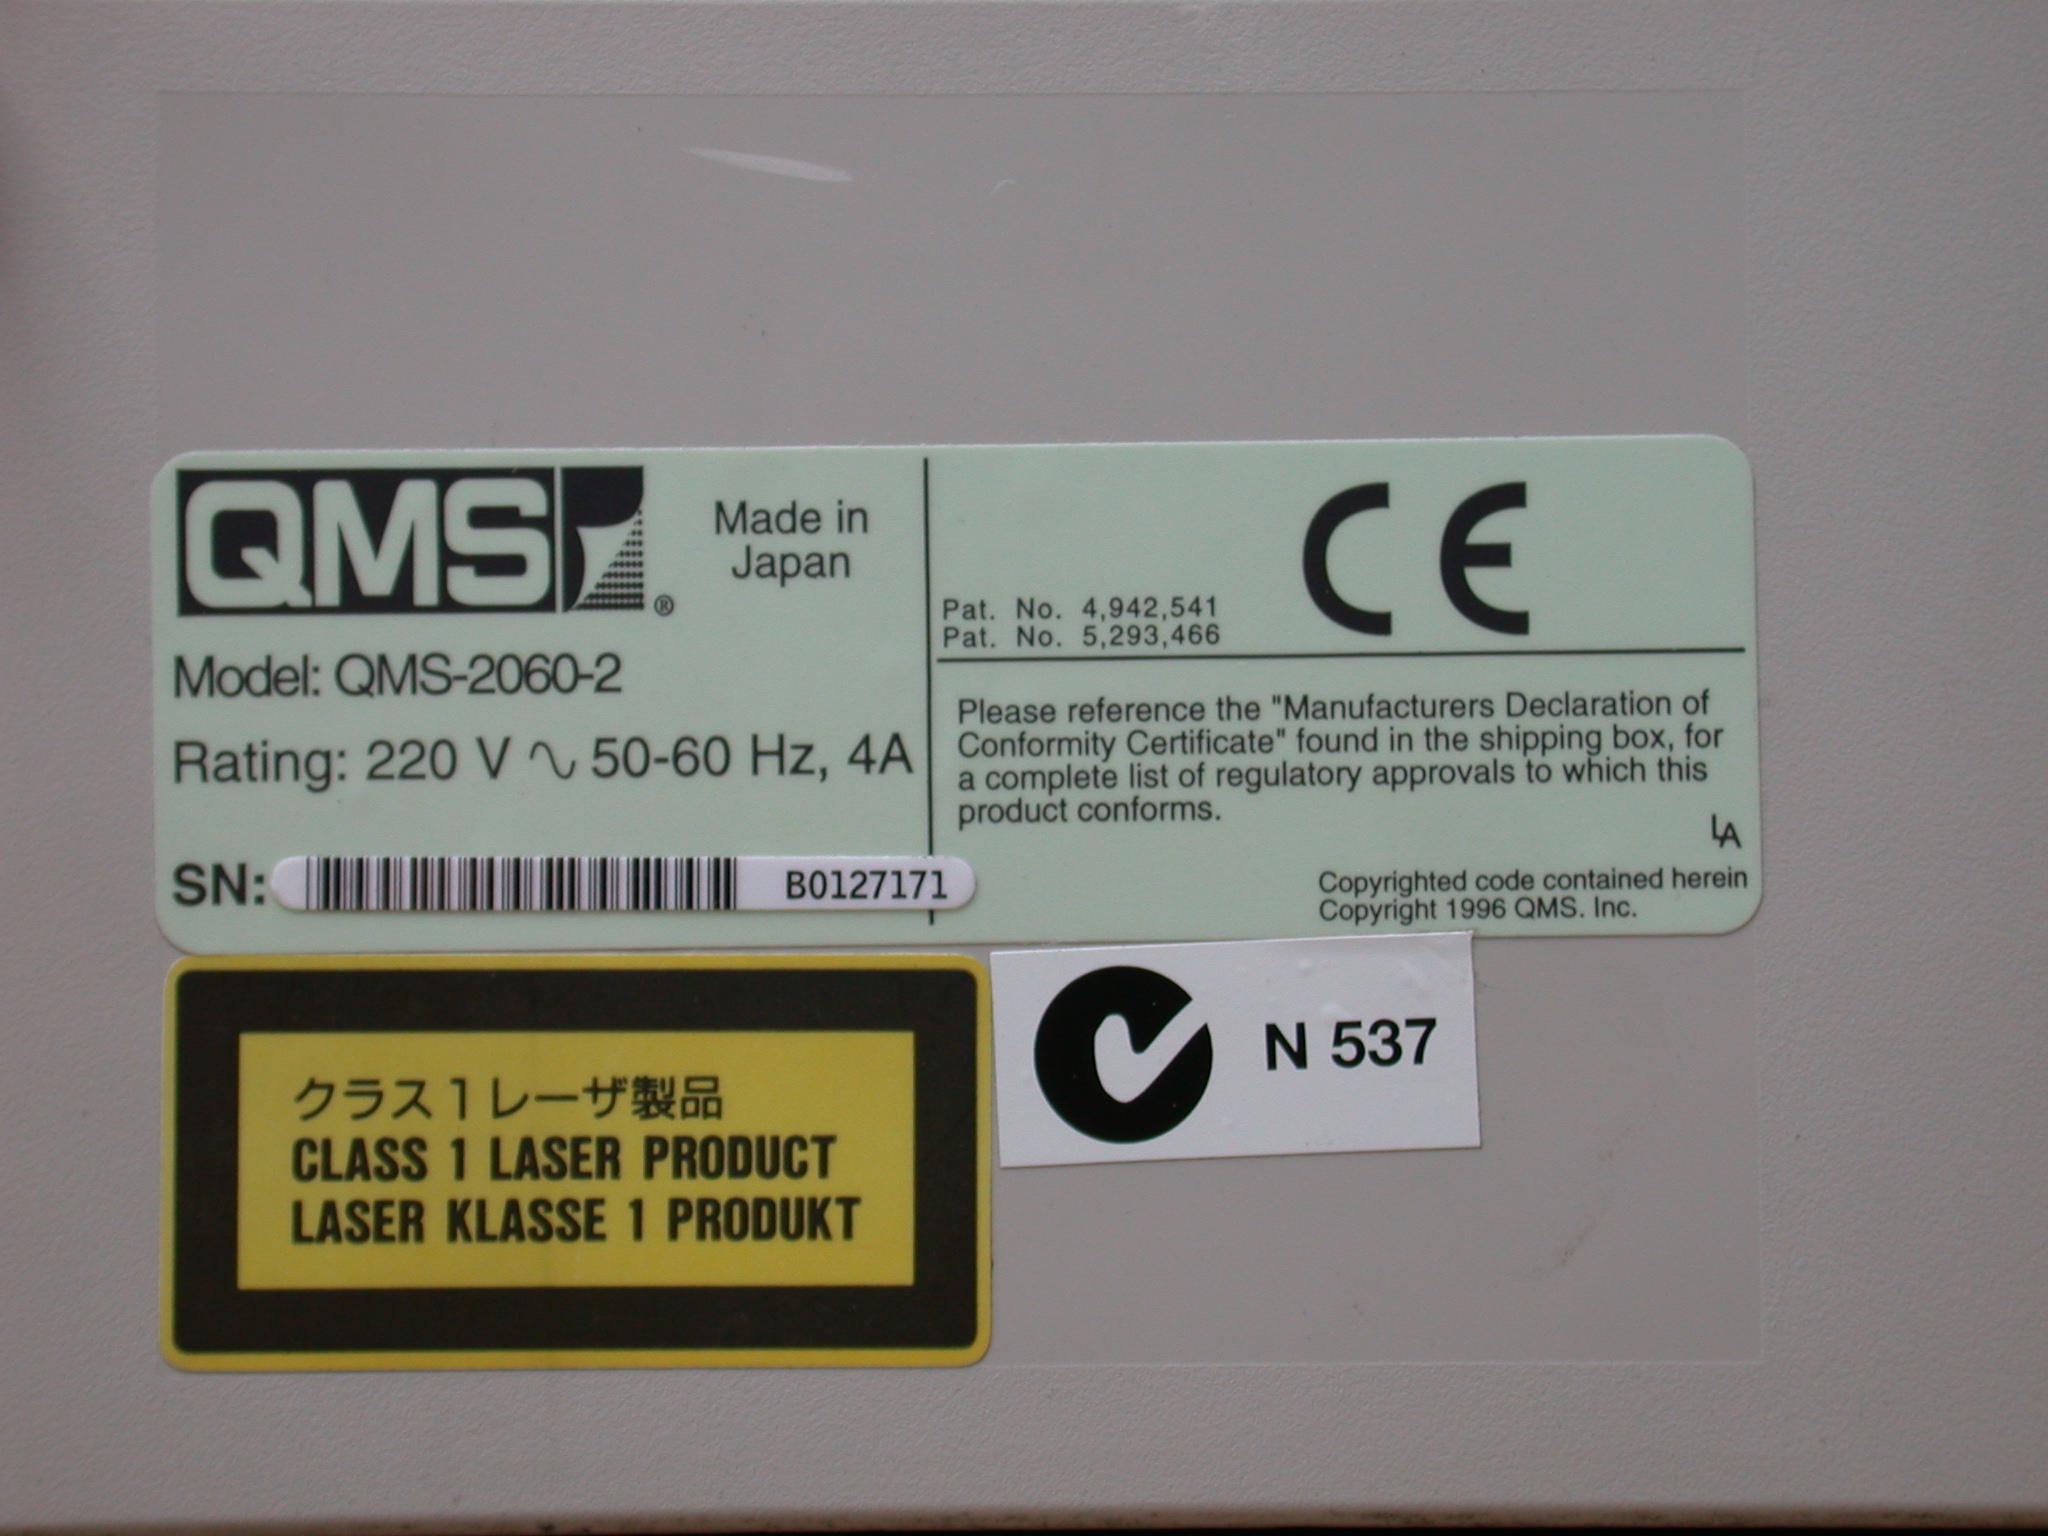 QMS ®
Made in
Japan
Model: QMS-2060-2
Rating: 220 V ∿ 50-60 Hz, 4A
SN: B0127171
Pat. No. 4,942,541
Pat. No. 5,293,466
CE
Please reference the "Manufacturers Declaration of
Conformity Certificate" found in the shipping box, for
a complete list of regulatory approvals to which this
product conforms.
LA
Copyrighted code contained herein
Copyright 1996 QMS. Inc.
クラス1レーザ製品
CLASS 1 LASER PRODUCT
LASER KLASSE 1 PRODUKT
N 537